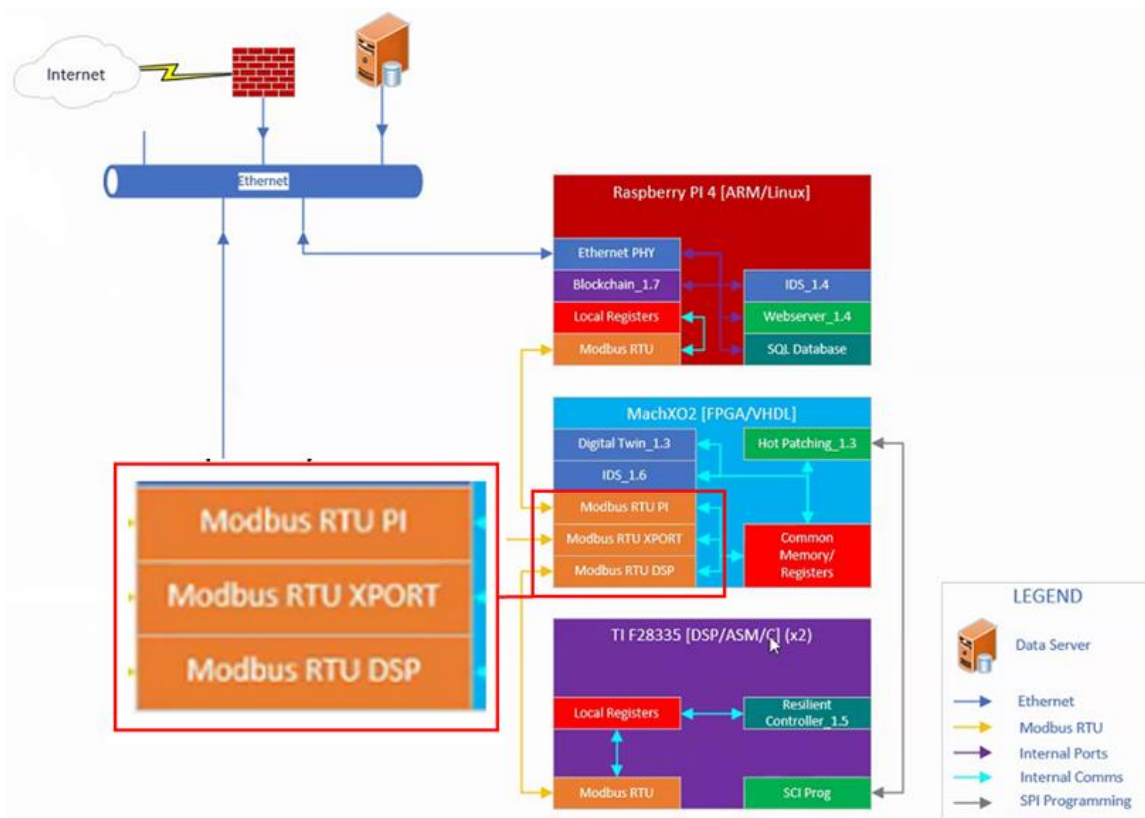 Internet
Ethernet
Raspberry PI 4 [ARM/Linux]
Ethernet PHY
Blockchain_1.7
IDS_1.4
Local Registers
Webserver_1.4
Modbus RTU
SQL Database
MachXO2 [FPGA/VHDL]
Digital Twin_1.3
Hot Patching_1.3
IDS_1.6
Modbus RTU PI
Modbus RTU XPORT
Modbus RTU DSP
Common
Memory/
Registers
Modbus RTU PI
Modbus RTU XPORT
Modbus RTU DSP
TI F28335 [DSP/ASM/C] (x2)
Local Registers
Resilient
Controller_1.5
Modbus RTU
SCI Prog
LEGEND
Data Server
Ethernet
Modbus RTU
Internal Ports
Internal Comms
SPI Programming